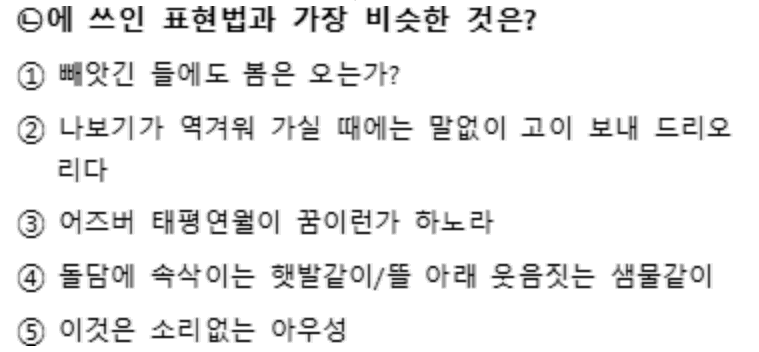 ㉡에 쓰인 표현법과 가장 비슷한 것은?
① 빼앗긴 들에도 봄은 오는가?
② 나보기가 역겨워 가실 때에는 말없이 고이 보내 드리오
리다
③ 어즈버 태평연월이 꿈이런가 하노라
④ 돌담에 속삭이는 햇발같이/뜰 아래 웃음짓는 샘물같이
⑤ 이것은 소리없는 아우성